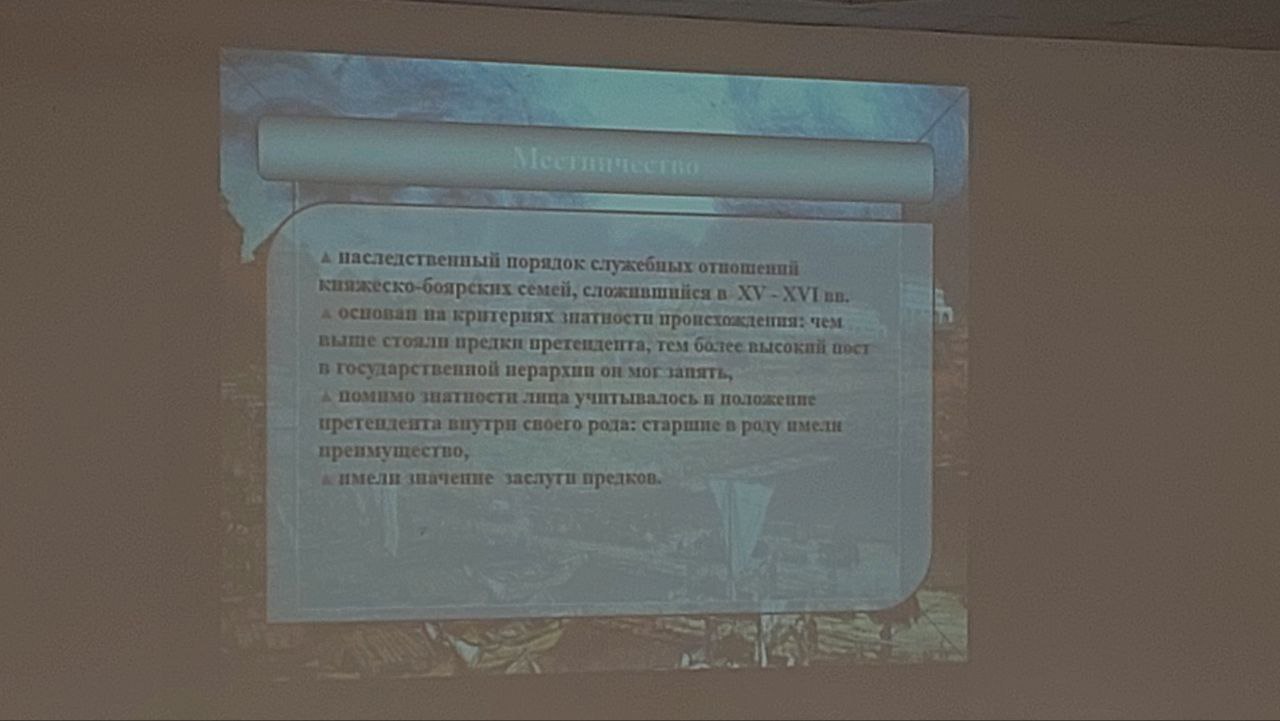 Местничество
▲ наследственный порядок служебных отношений
княжеско-боярских семей, сложившийся в XV - XVI вв.
▲ основан на критериях знатности происхождения: чем
выше стояли предки претендента, тем более высокий пост
в государственной иерархии он мог занять,
▲ помимо знатности лица учитывалось и положение
претендента внутри своего рода: старшие в роду имели
преимущество,
▲ имели значение заслуги предков.